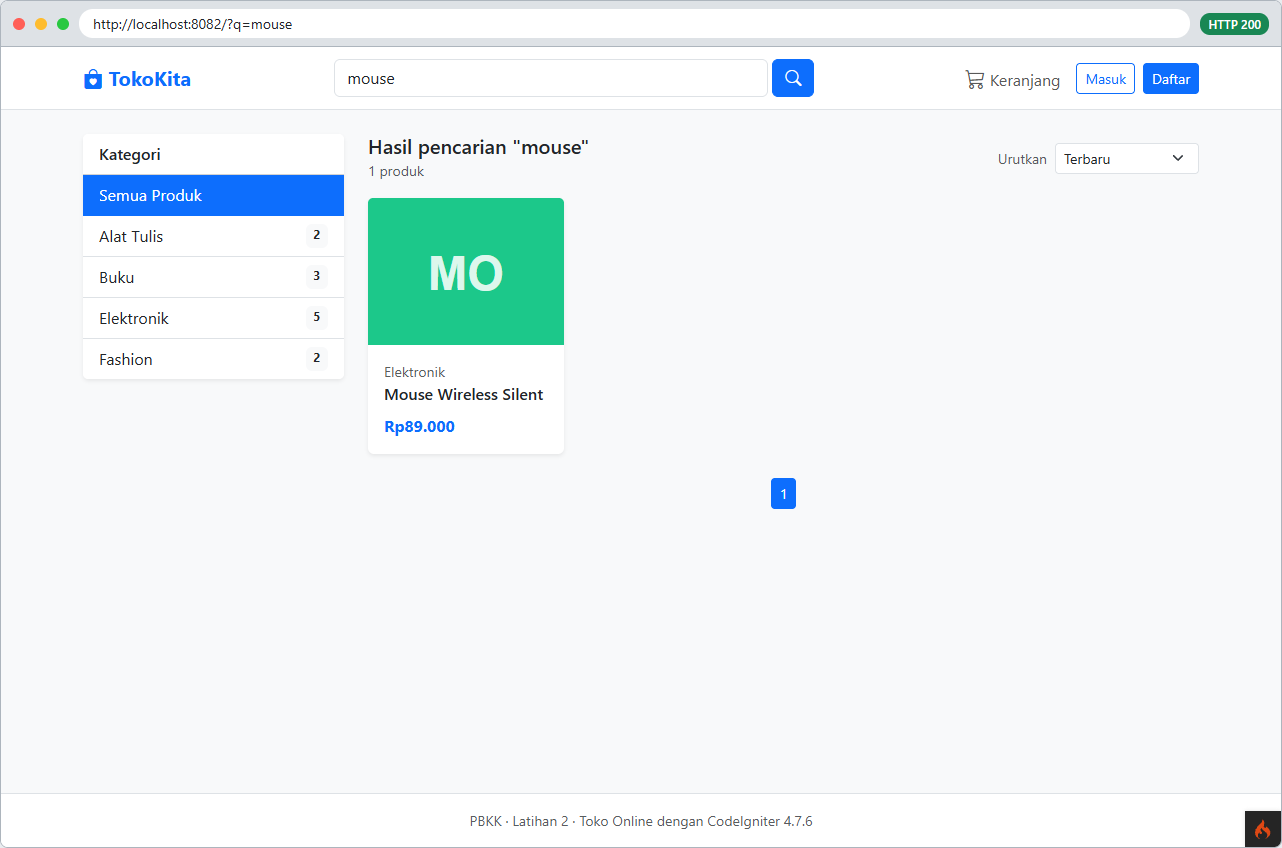 http://localhost:8082/?q=mouse
HTTP 200
TokoKita
mouse
Keranjang
Masuk
Daftar
Kategori
Semua Produk
Alat Tulis 2
Buku 3
Elektronik 5
Fashion 2
Hasil pencarian "mouse"
1 produk
Urutkan
Terbaru
MO
Elektronik
Mouse Wireless Silent
Rp89.000
1
PBKK · Latihan 2 · Toko Online dengan CodeIgniter 4.7.6